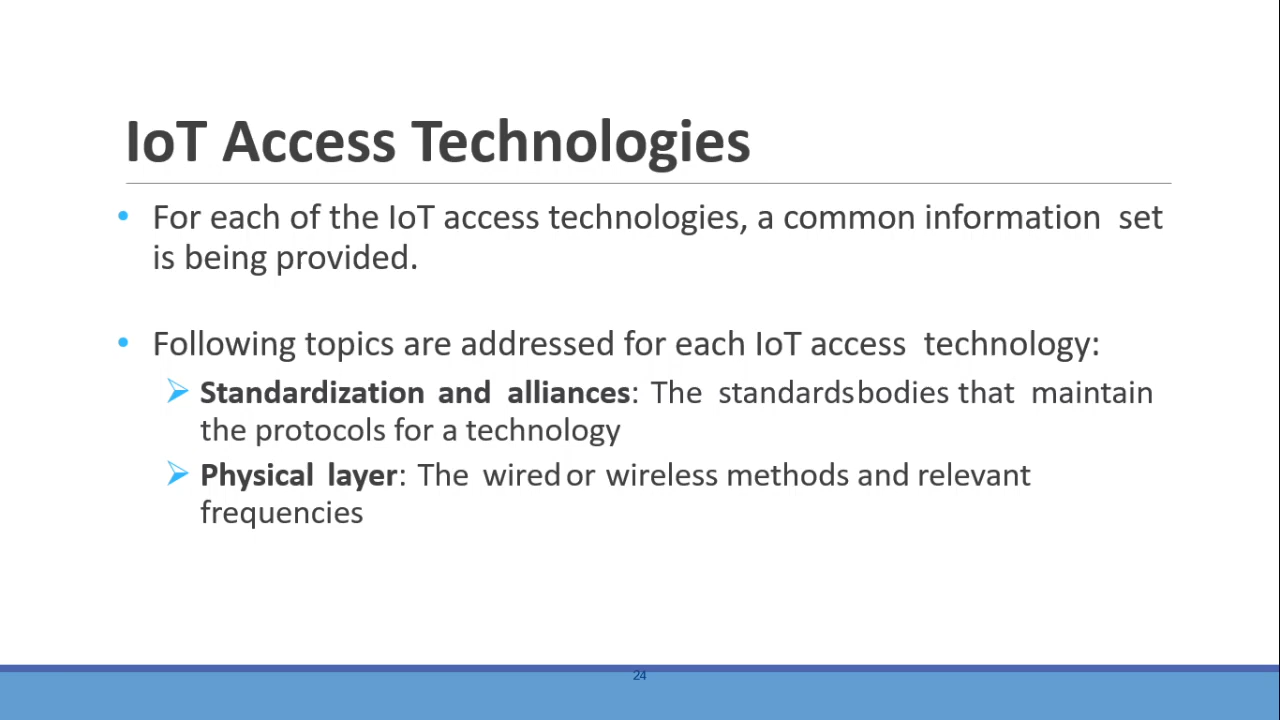 IoT Access Technologies
• For each of the IoT access technologies, a common information set
is being provided.
• Following topics are addressed for each IoT access technology:
➢ Standardization and alliances: The standardsbodies that maintain
the protocols for a technology
➢ Physical layer: The wired or wireless methods and relevant
frequencies
24